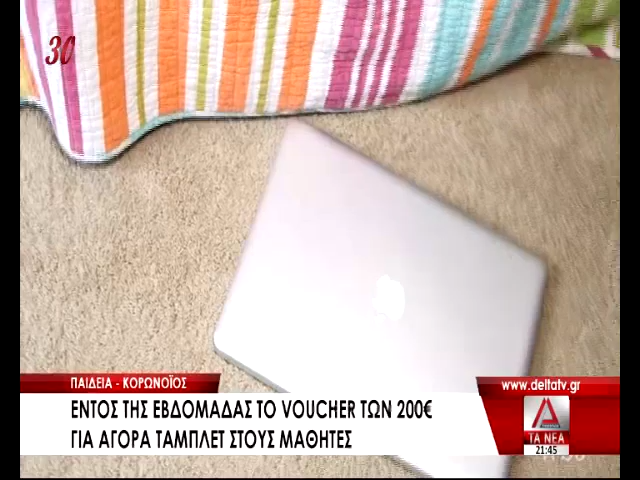 30
ΠΑΙΔΕΙΑ - ΚΟΡΩΝΟΪΟΣ
www.deltatv.gr
ΕΝΤΟΣ ΤΗΣ ΕΒΔΟΜΑΔΑΣ ΤΟ VOUCHER ΤΩΝ 200€
ΓΙΑ ΑΓΟΡΑ ΤΑΜΠΛΕΤ ΣΤΟΥΣ ΜΑΘΗΤΕΣ
ΤΑ ΝΕΑ
21:45